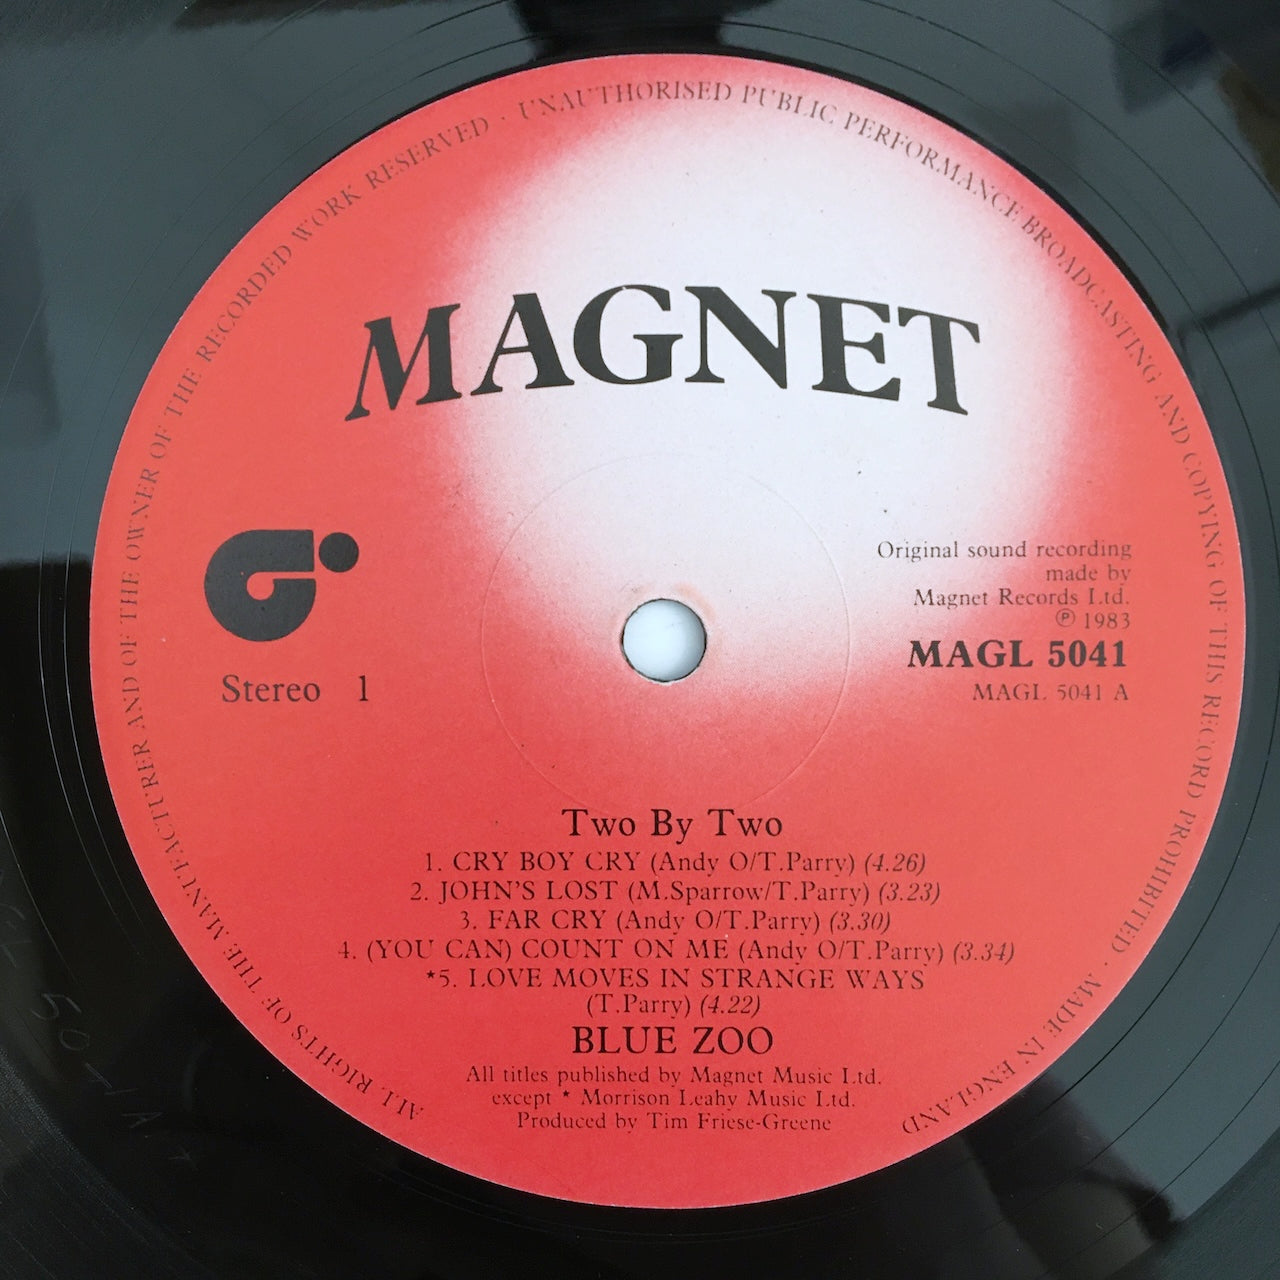 ALL RIGHTS OF THE MANUFACTURER AND OF THE OWNER OF THE RECORDED WORK RESERVED · UNAUTHORISED PUBLIC PERFORMANCE BROADCASTING AND COPYING OF THIS RECORD PROHIBITED · MADE IN ENGLAND
MAGNET
Original sound recording
made by
Magnet Records Ltd.
℗ 1983
MAGL 5041
MAGL 5041 A
Stereo 1
Two By Two
1. CRY BOY CRY (Andy O/T.Parry) (4.26)
2. JOHN'S LOST (M.Sparrow/T.Parry) (3.23)
3. FAR CRY (Andy O/T.Parry) (3.30)
4. (YOU CAN) COUNT ON ME (Andy O/T.Parry) (3.34)
*5. LOVE MOVES IN STRANGE WAYS
(T.Parry) (4.22)
BLUE ZOO
All titles published by Magnet Music Ltd.
except * Morrison Leahy Music Ltd.
Produced by Tim Friese-Greene